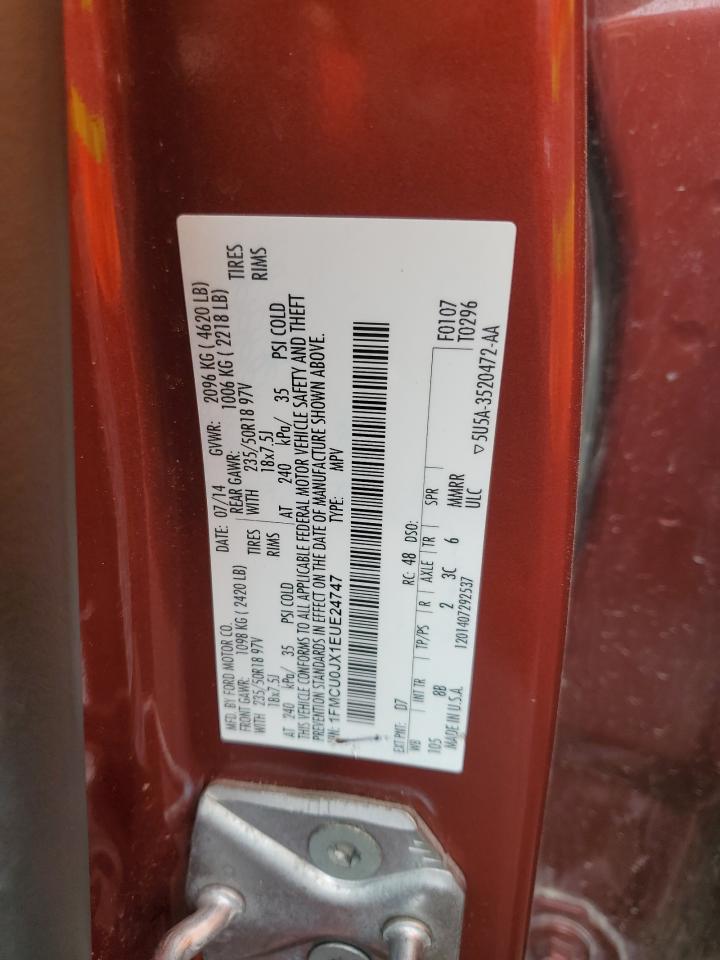 MFD. BY FORD MOTOR CO. DATE: 07/14 GVWR: 2096 KG ( 4620 LB)
FRONT GAWR: 1098 KG ( 2420 LB) REAR GAWR: 1006 KG ( 2218 LB)
WITH 235/50R18 97V TIRES WITH 235/50R18 97V TIRES
18x7.5J RIMS 18x7.5J RIMS
AT 240 kPa/ 35 PSI COLD AT 240 kPa/ 35 PSI COLD
THIS VEHICLE CONFORMS TO ALL APPLICABLE FEDERAL MOTOR VEHICLE SAFETY AND THEFT
PREVENTION STANDARDS IN EFFECT ON THE DATE OF MANUFACTURE SHOWN ABOVE.
VIN: 1FMCU0JX1EUE24747 TYPE: MPV
EXT PNT: D7 RC: 48 DSO: F0107
WB INT TR TP/PS R AXLE TR SPR T0296
105 8B 2 3C 6 MMRR
MADE IN U.S.A. 1201407292537 ULC ▽5U5A-3520472-AA